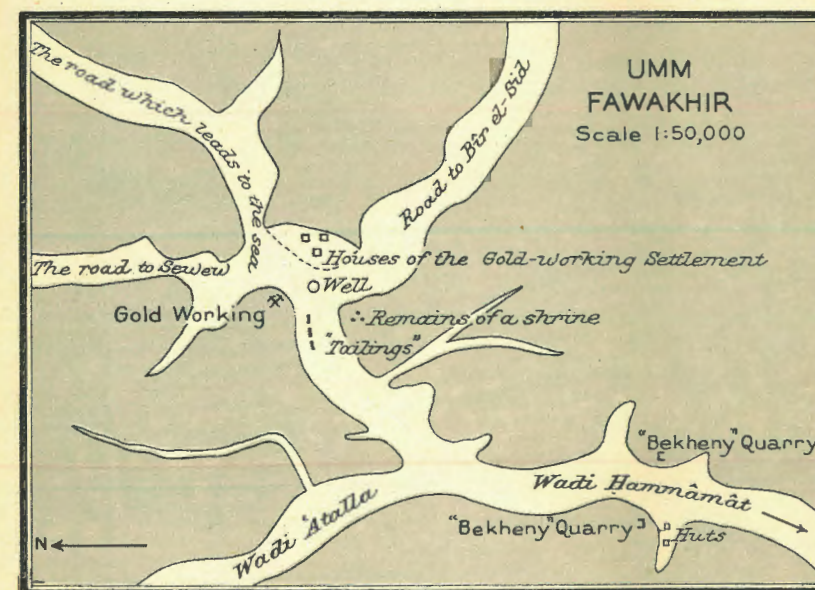 UMM
FAWAKHIR
Scale 1:50,000
The road which leads to the sea
Road to Bîr el-Sid
Houses of the Gold-working Settlement
The road to Sewew
Well
Gold Working
Remains of a shrine
"Tailings"
"Bekheny" Quarry
Wadi Hammâmât
Wadi 'Atalla
"Bekheny" Quarry
Huts
N